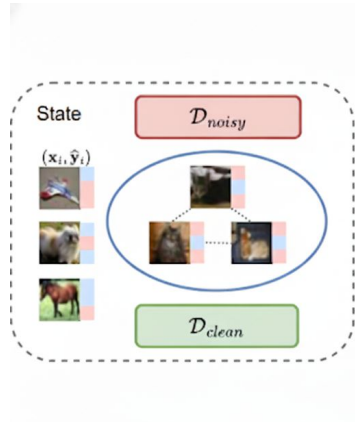 State
𝒟_noisy
(𝐱_i, ŷ_i)
𝒟_clean